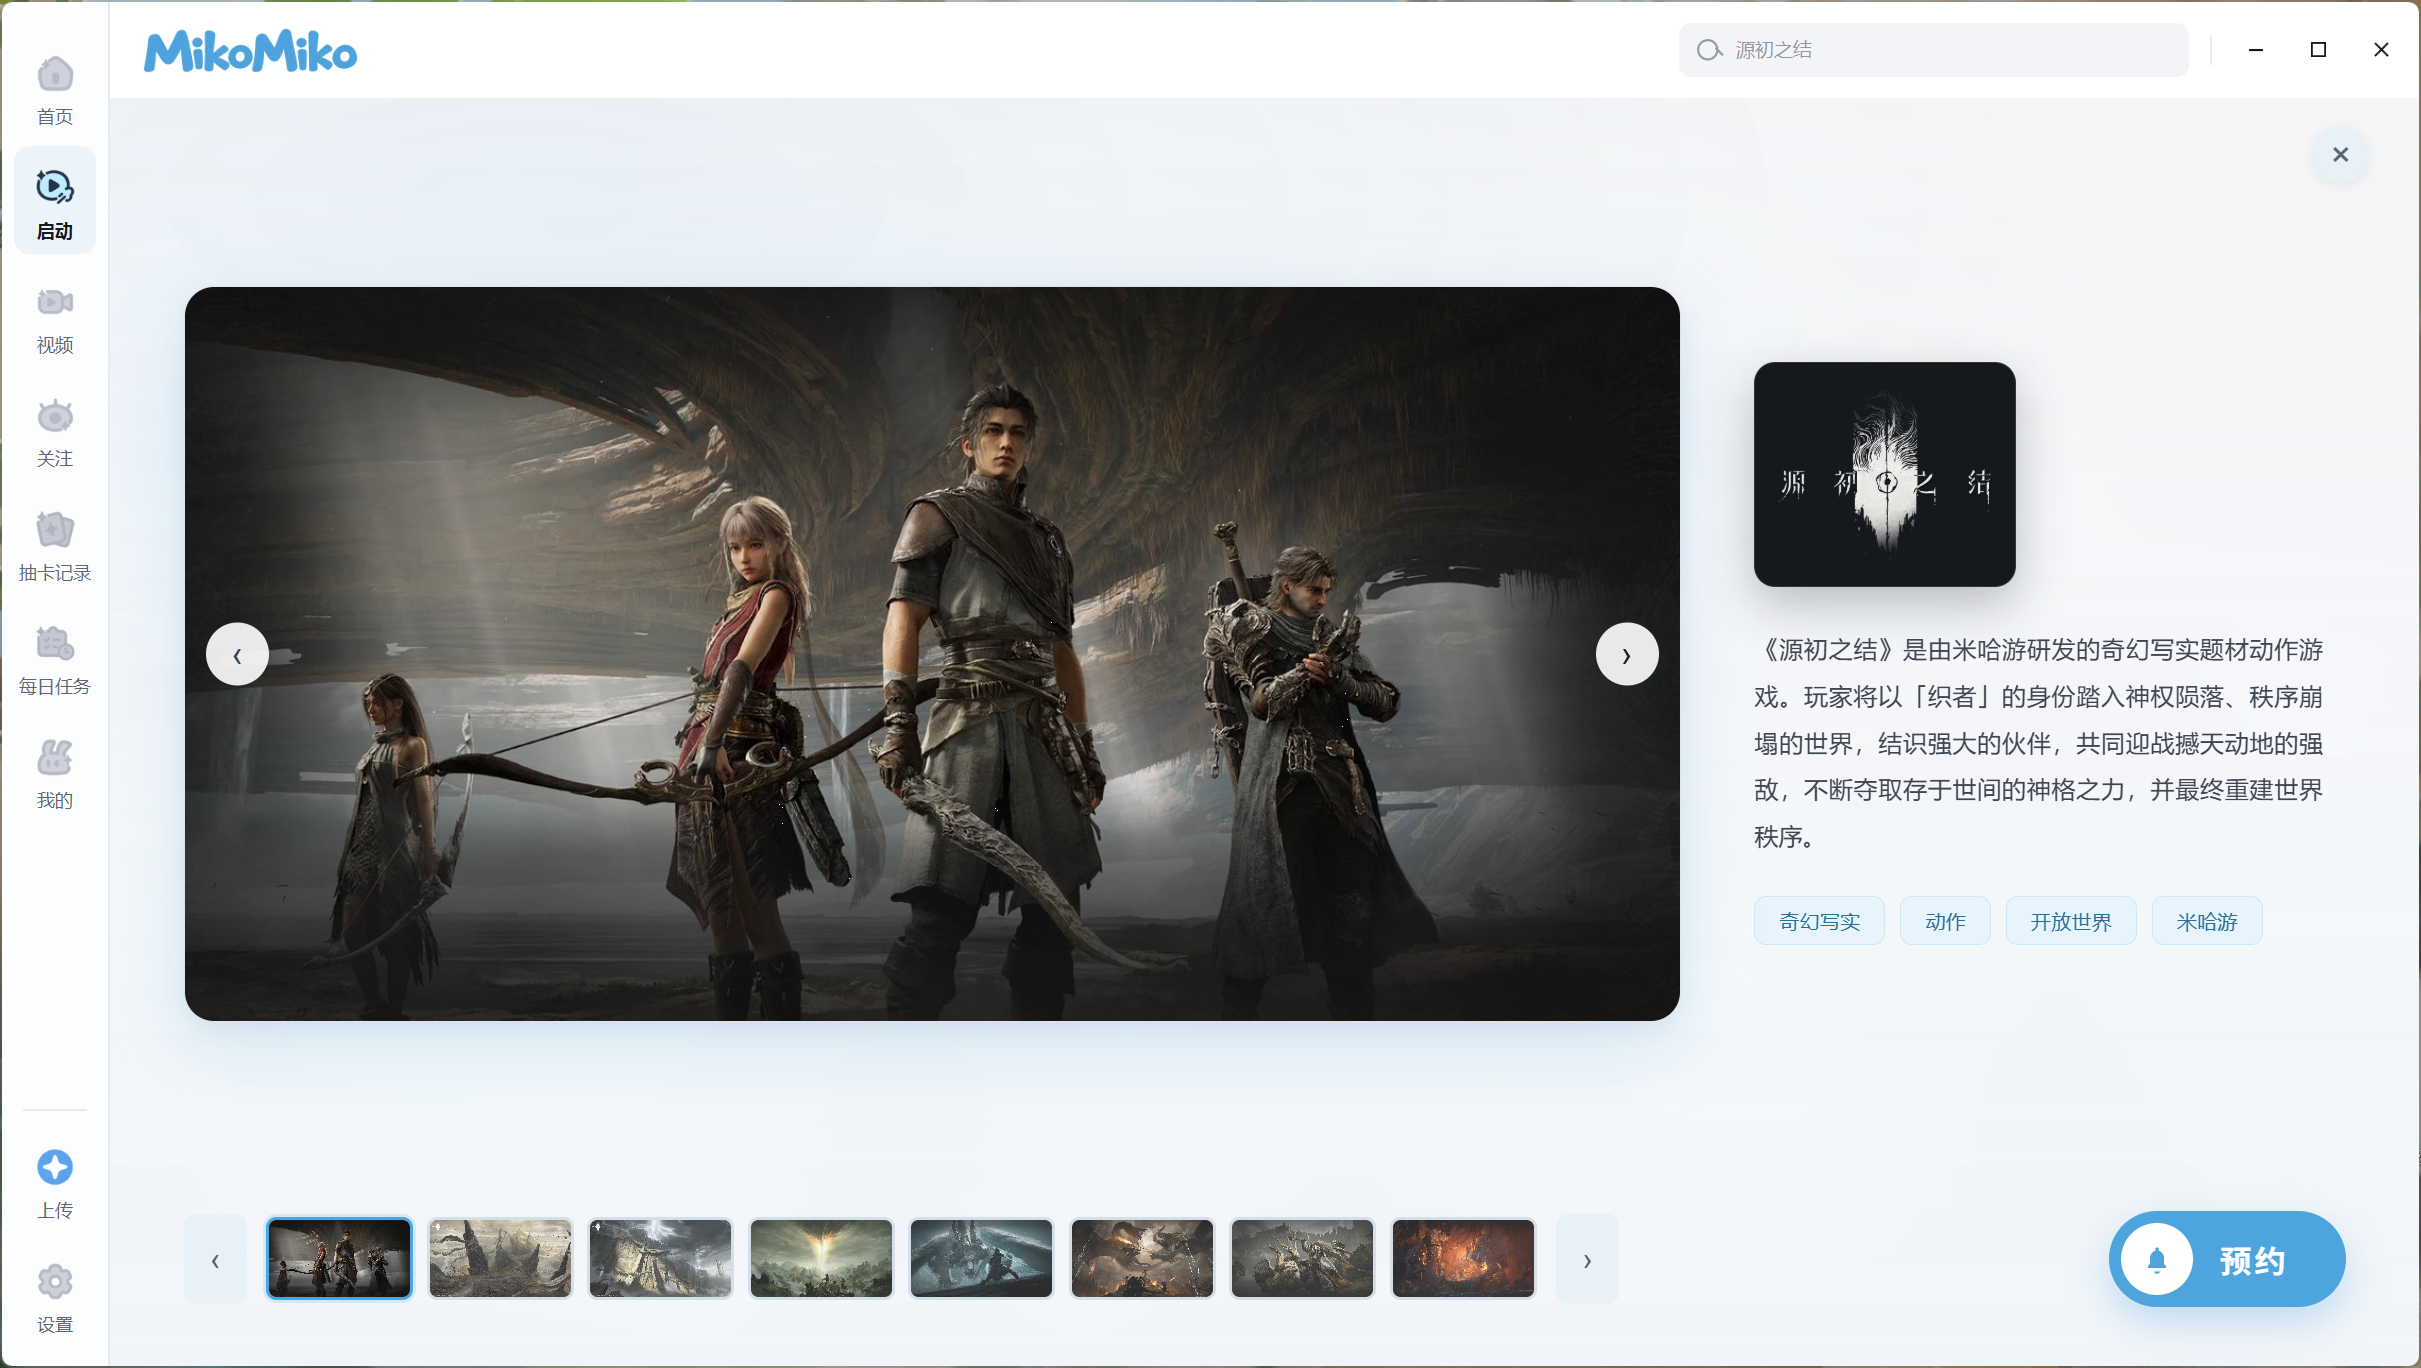 MikoMiko
源初之结
首页
启动
视频
关注
抽卡记录
每日任务
我的
上传
设置
源初之结
《源初之结》是由米哈游研发的奇幻写实题材动作游
戏。玩家将以「织者」的身份踏入神权陨落、秩序崩
塌的世界，结识强大的伙伴，共同迎战撼天动地的强
敌，不断夺取存于世间的神格之力，并最终重建世界
秩序。
奇幻写实
动作
开放世界
米哈游
预约